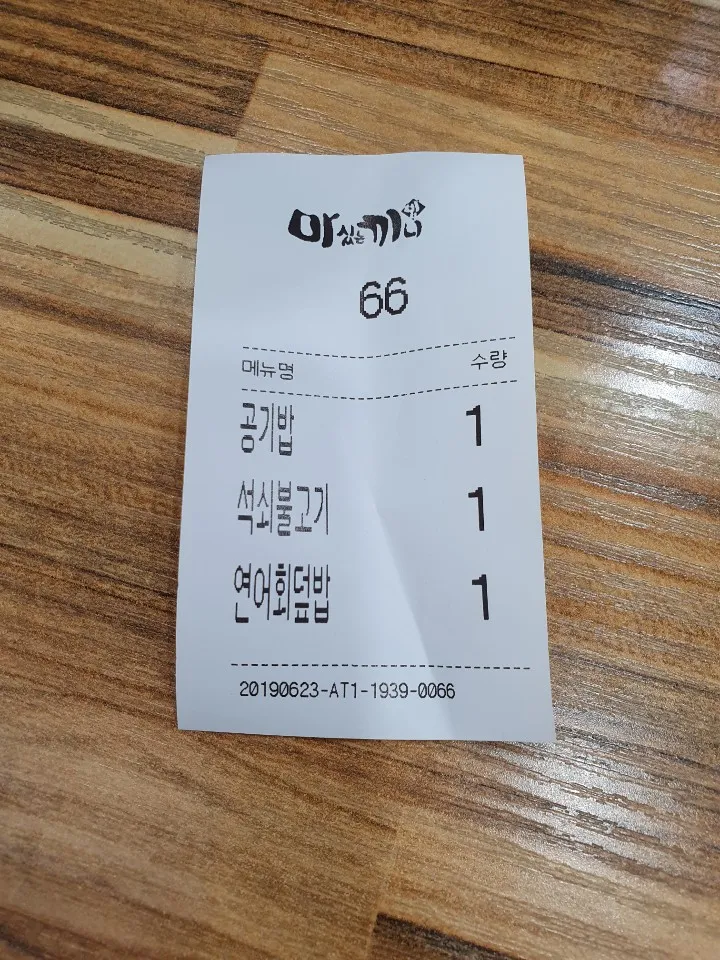 맛있는끼니
66
메뉴명 수량
공기밥 1
석쇠불고기 1
연어회덮밥 1
20190623-AT1-1939-0066